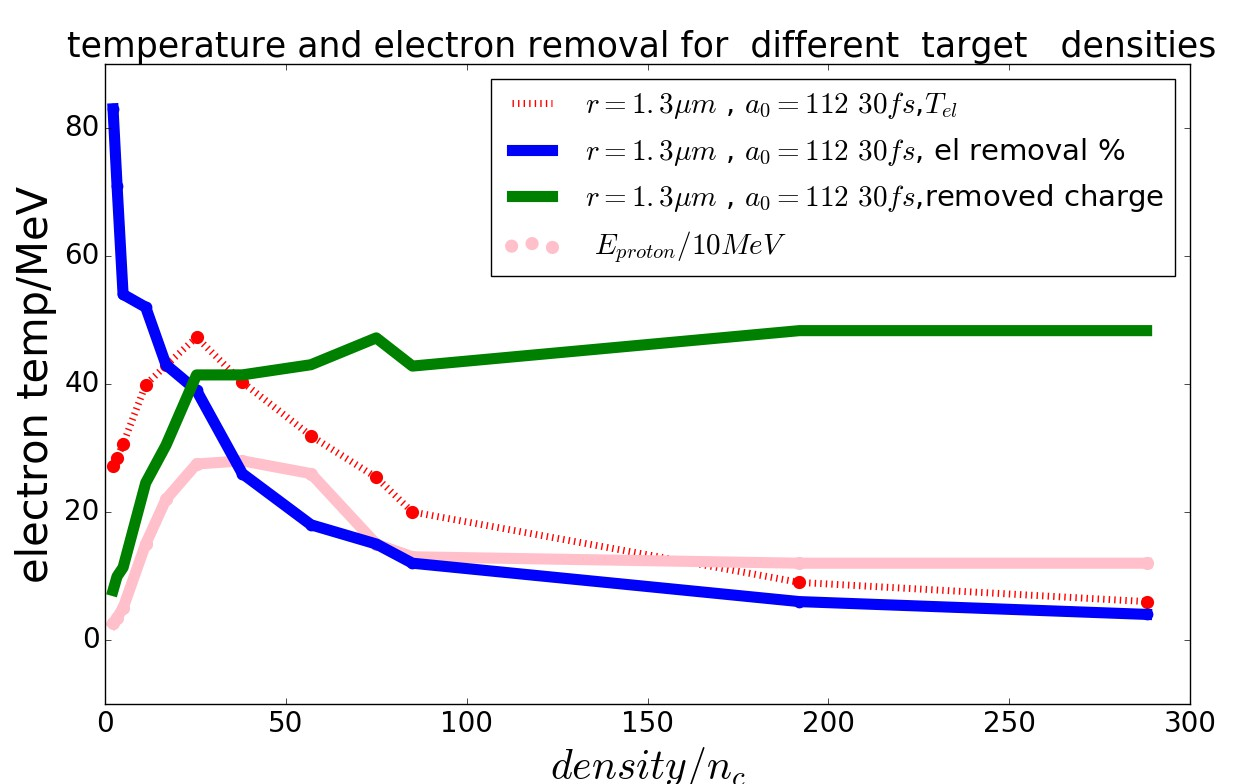 temperature and electron removal for different target densities
r = 1.3μm , a₀ = 112 30fs,Tₑₗ
r = 1.3μm , a₀ = 112 30fs, el removal %
r = 1.3μm , a₀ = 112 30fs,removed charge
E_proton/10MeV
electron temp/MeV
80
60
40
20
0
0 50 100 150 200 250 300
density/n_c